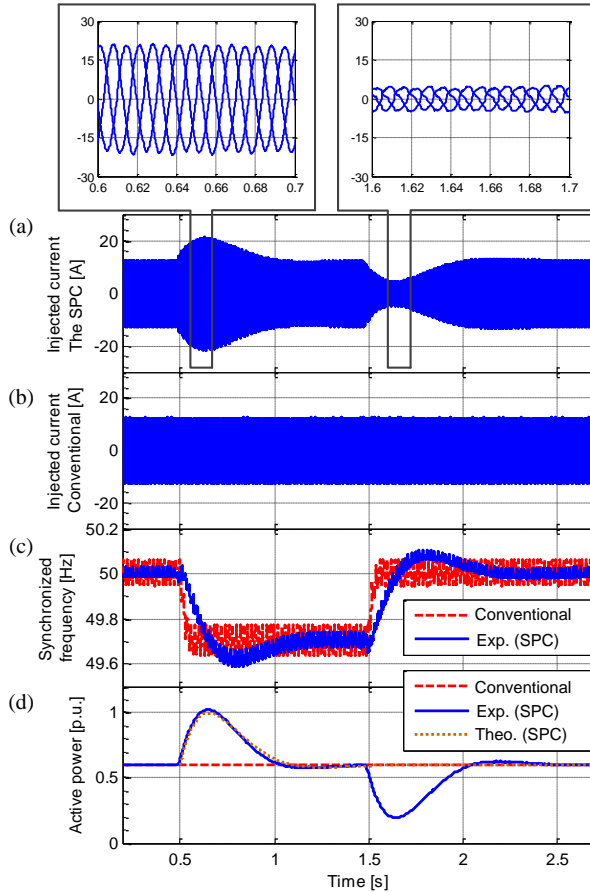 30
15
0
-15
-30
0.6 0.62 0.64 0.66 0.68 0.7
30
15
0
-15
-30
1.6 1.62 1.64 1.66 1.68 1.7
(a)
Injected current
The SPC [A]
20
0
-20
(b)
Injected current
Conventional [A]
20
0
-20
(c)
Synchronized
frequency [Hz]
50.2
50
49.8
49.6
Conventional
Exp. (SPC)
(d)
Active power [p.u.]
1
0.5
0
Conventional
Exp. (SPC)
Theo. (SPC)
0.5 1 1.5 2 2.5
Time [s]